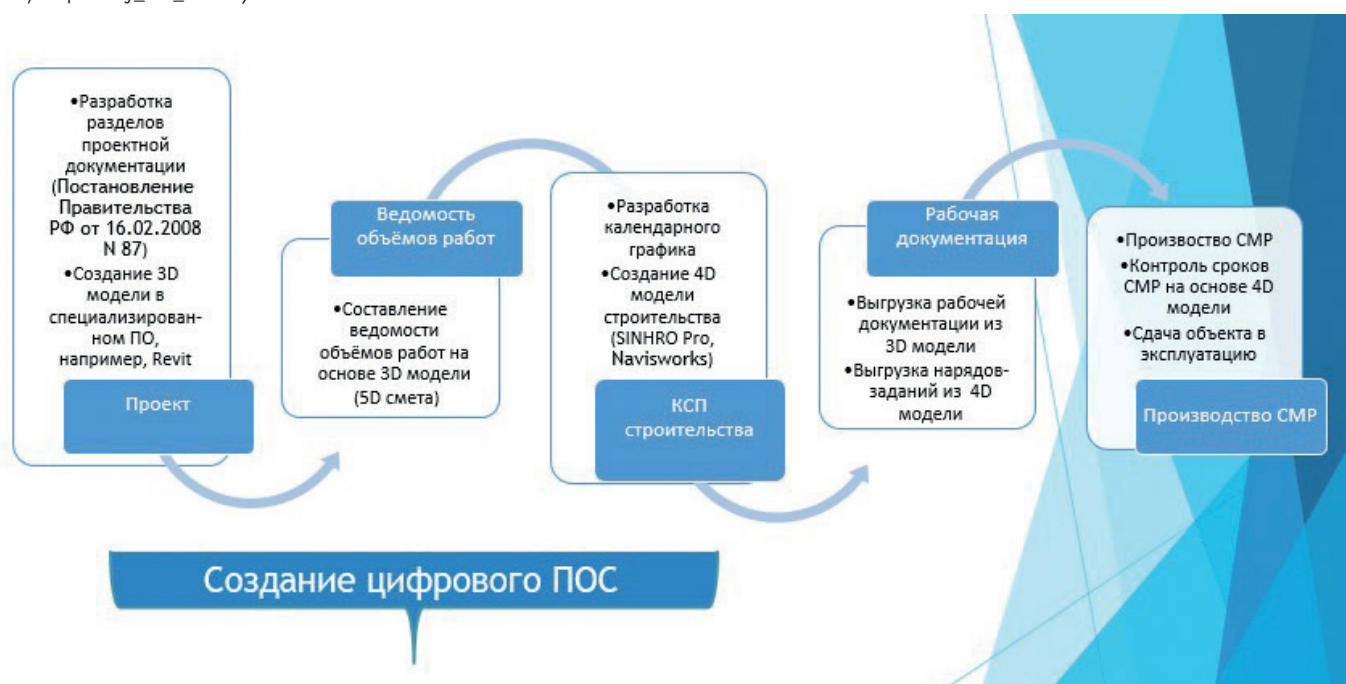 •Разработка
разделов
проектной
документации
(Постановление
Правительства
РФ от 16.02.2008
N 87)
•Создание 3D
модели в
специализирован-
ном ПО,
например, Revit
Проект
Ведомость
объёмов работ
•Составление
ведомости
объёмов работ на
основе 3D модели
(5D смета)
•Разработка
календарного
графика
•Создание 4D
модели
строительства
(SINHRO Pro,
Navisworks)
КСП
строительства
Рабочая
документация
•Выгрузка рабочей
документации из
3D модели
•Выгрузка нарядов-
заданий из 4D
модели
•Произвоство СМР
•Контроль сроков
СМР на основе 4D
модели
•Сдача объекта в
эксплуатацию
Производство СМР
Создание цифрового ПОС